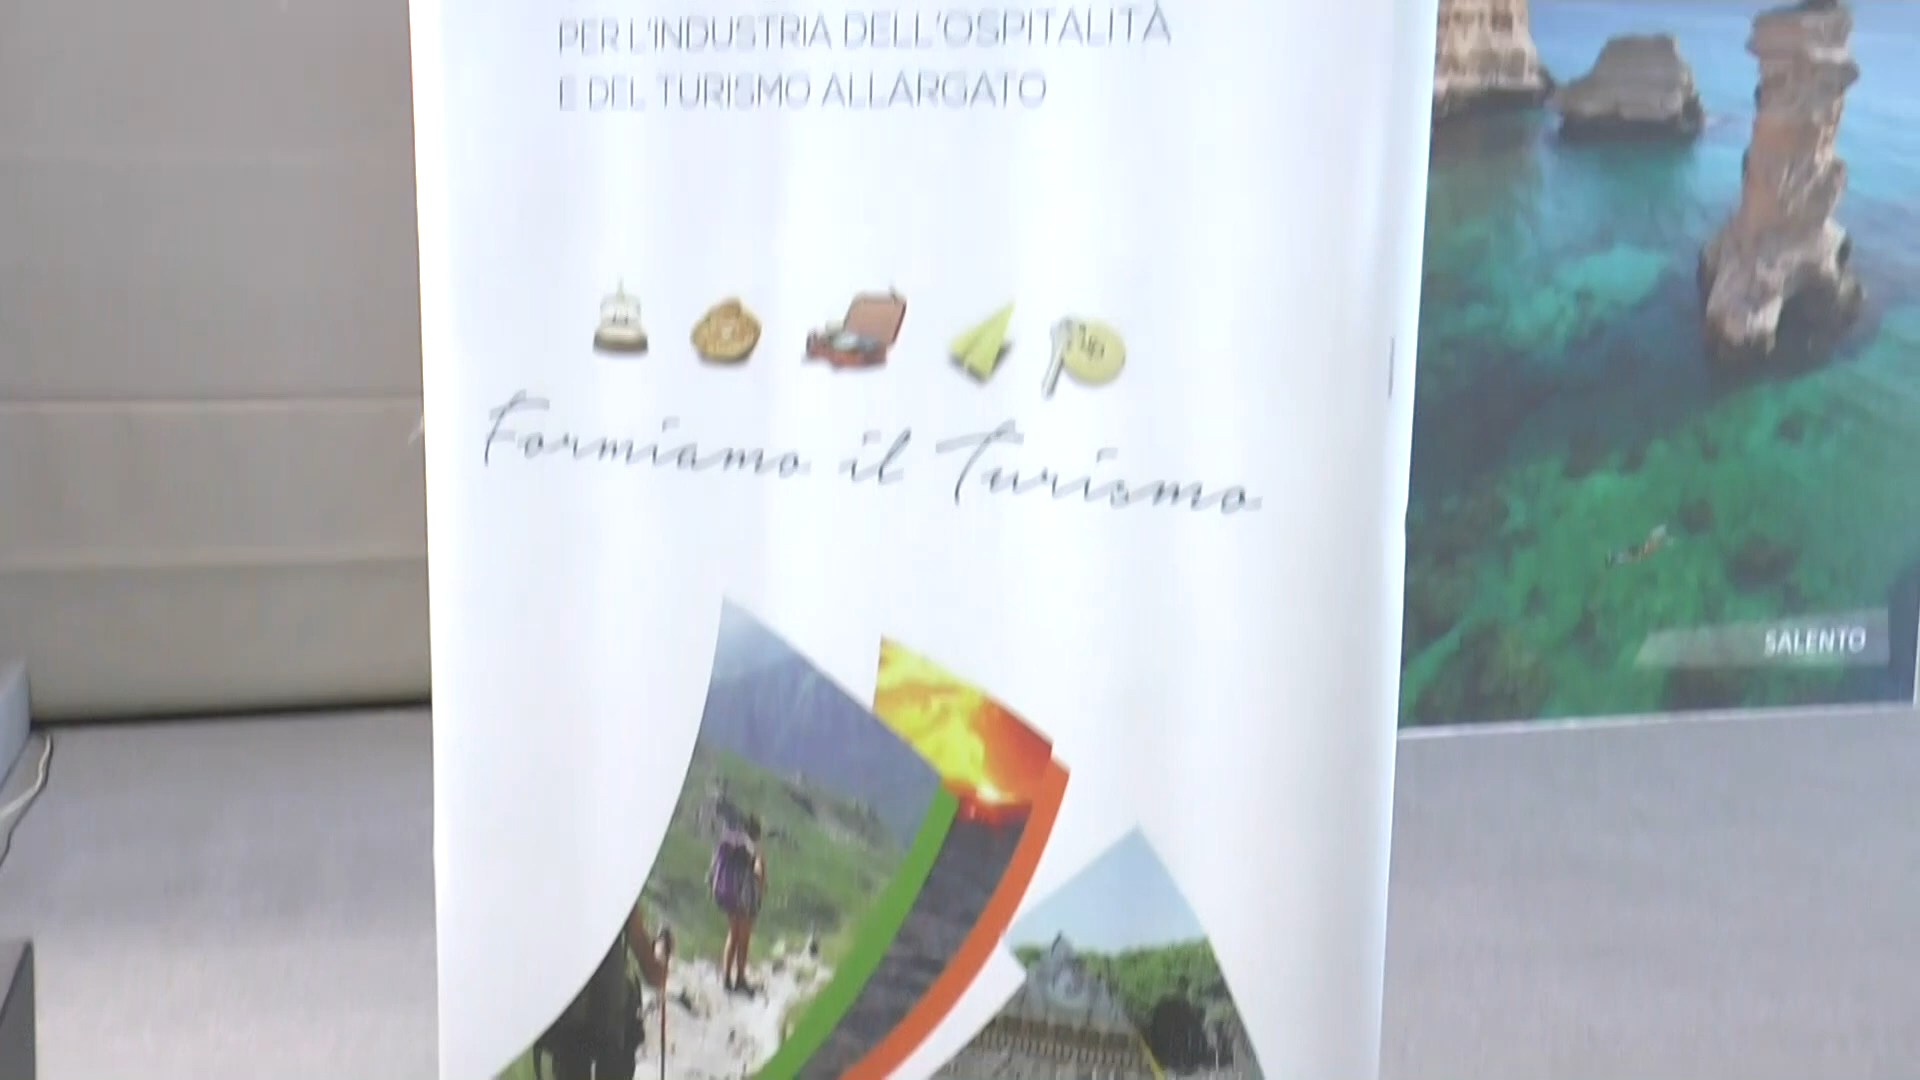 PER L'INDUSTRIA DELL'OSPITALITÀ
E DEL TURISMO ALLARGATO
Formiamo il Turismo
SALENTO